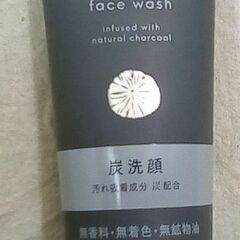 face wash
infused with
natural charcoal
炭洗顔
汚れ吸着成分 炭配合
無香料・無着色・無鉱物油